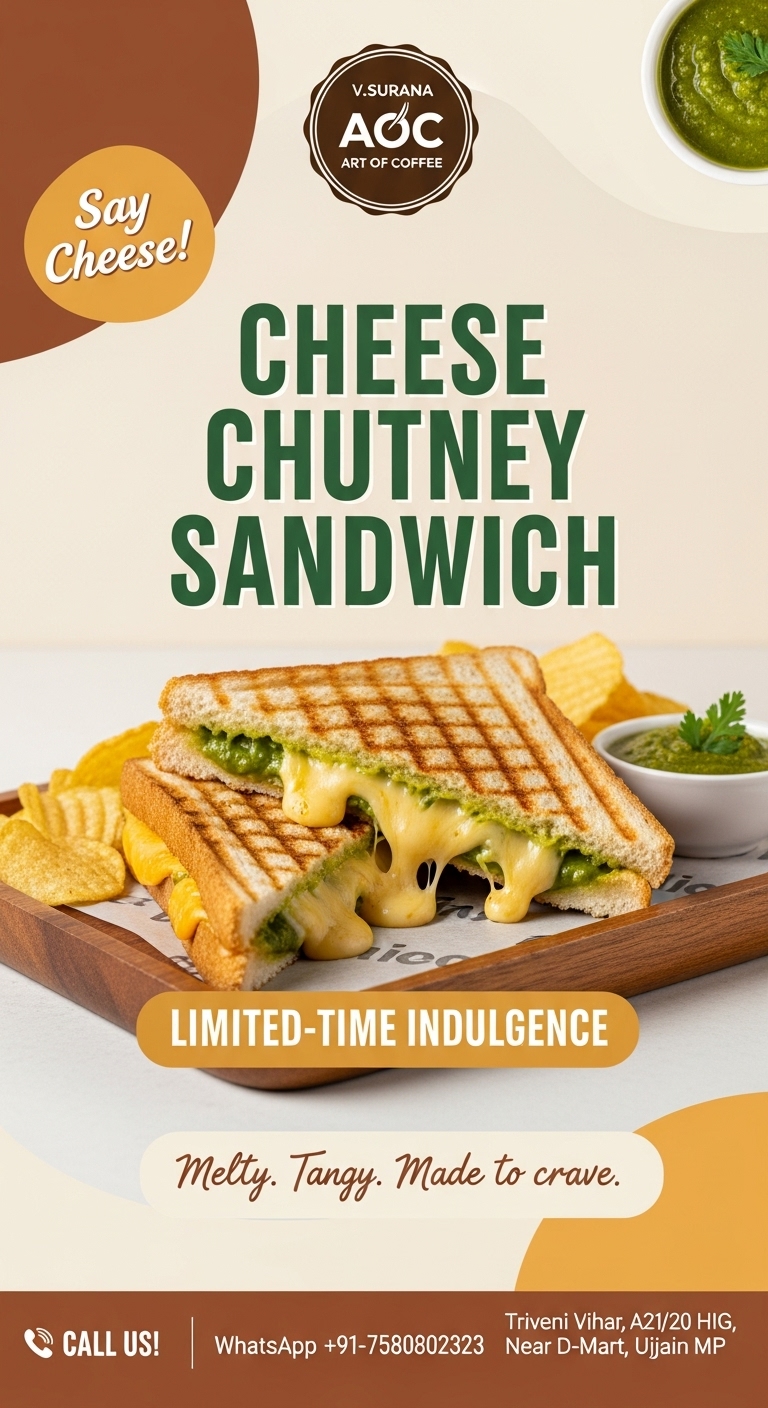 V.SURANA
AOC
ART OF COFFEE
Say
Cheese!
CHEESE
CHUTNEY
SANDWICH
LIMITED-TIME INDULGENCE
Melty. Tangy. Made to crave.
CALL US!
WhatsApp +91-7580802323
Triveni Vihar, A21/20 HIG,
Near D-Mart, Ujjain MP